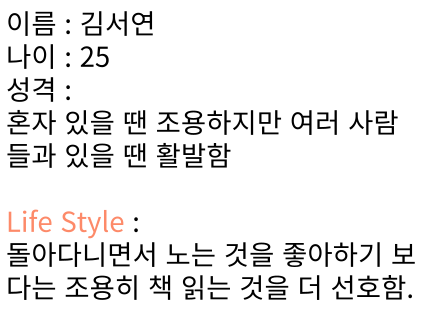 이름 : 김서연
나이 : 25
성격 :
혼자 있을 땐 조용하지만 여러 사람
들과 있을 땐 활발함
Life Style :
돌아다니면서 노는 것을 좋아하기 보
다는 조용히 책 읽는 것을 더 선호함.